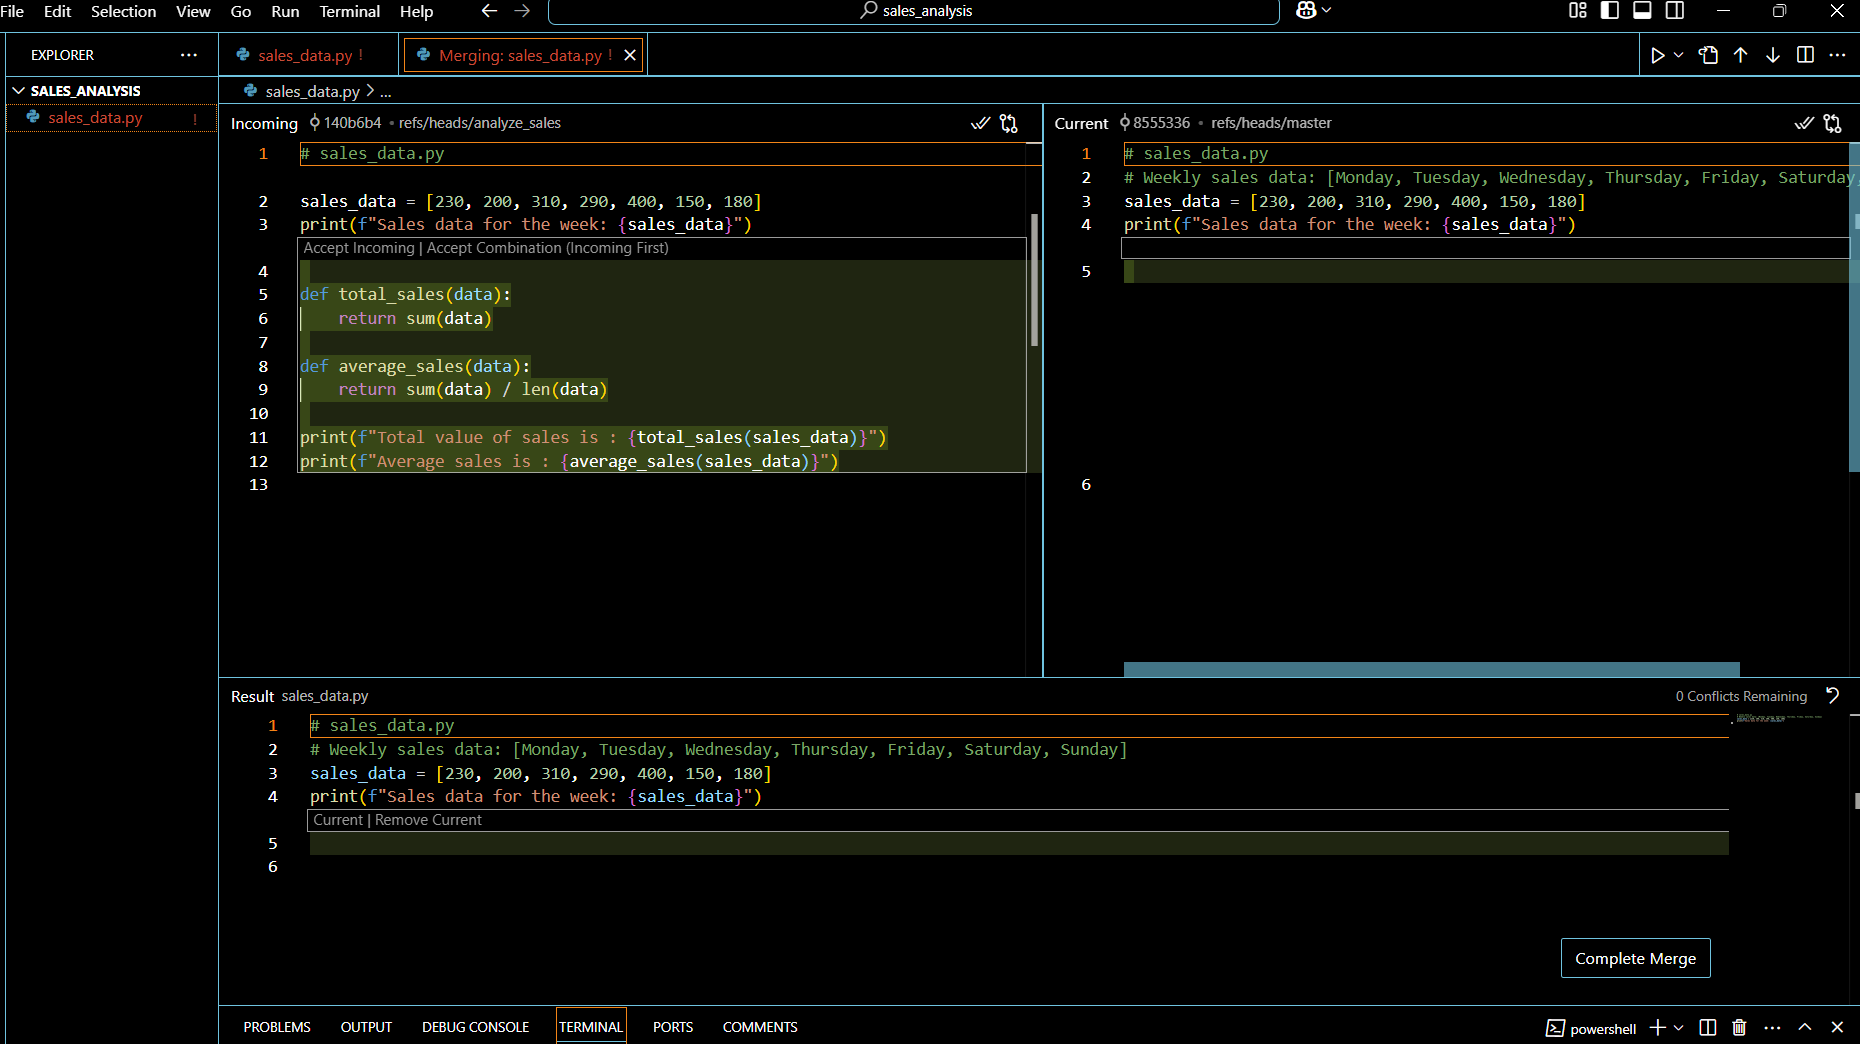 File Edit Selection View Go Run Terminal Help
sales_analysis
EXPLORER
SALES_ANALYSIS
sales_data.py !
sales_data.py !
Merging: sales_data.py !
sales_data.py > ...
Incoming 140b6b4 • refs/heads/analyze_sales
1 # sales_data.py
2 sales_data = [230, 200, 310, 290, 400, 150, 180]
3 print(f"Sales data for the week: {sales_data}")
Accept Incoming | Accept Combination (Incoming First)
4
5 def total_sales(data):
6     return sum(data)
7
8 def average_sales(data):
9     return sum(data) / len(data)
10
11 print(f"Total value of sales is : {total_sales(sales_data)}")
12 print(f"Average sales is : {average_sales(sales_data)}")
13
Current 8555336 • refs/heads/master
1 # sales_data.py
2 # Weekly sales data: [Monday, Tuesday, Wednesday, Thursday, Friday, Saturday,
3 sales_data = [230, 200, 310, 290, 400, 150, 180]
4 print(f"Sales data for the week: {sales_data}")
5
6
Result sales_data.py
0 Conflicts Remaining
1 # sales_data.py
2 # Weekly sales data: [Monday, Tuesday, Wednesday, Thursday, Friday, Saturday, Sunday]
3 sales_data = [230, 200, 310, 290, 400, 150, 180]
4 print(f"Sales data for the week: {sales_data}")
Current | Remove Current
5
6
Complete Merge
PROBLEMS OUTPUT DEBUG CONSOLE TERMINAL PORTS COMMENTS
powershell